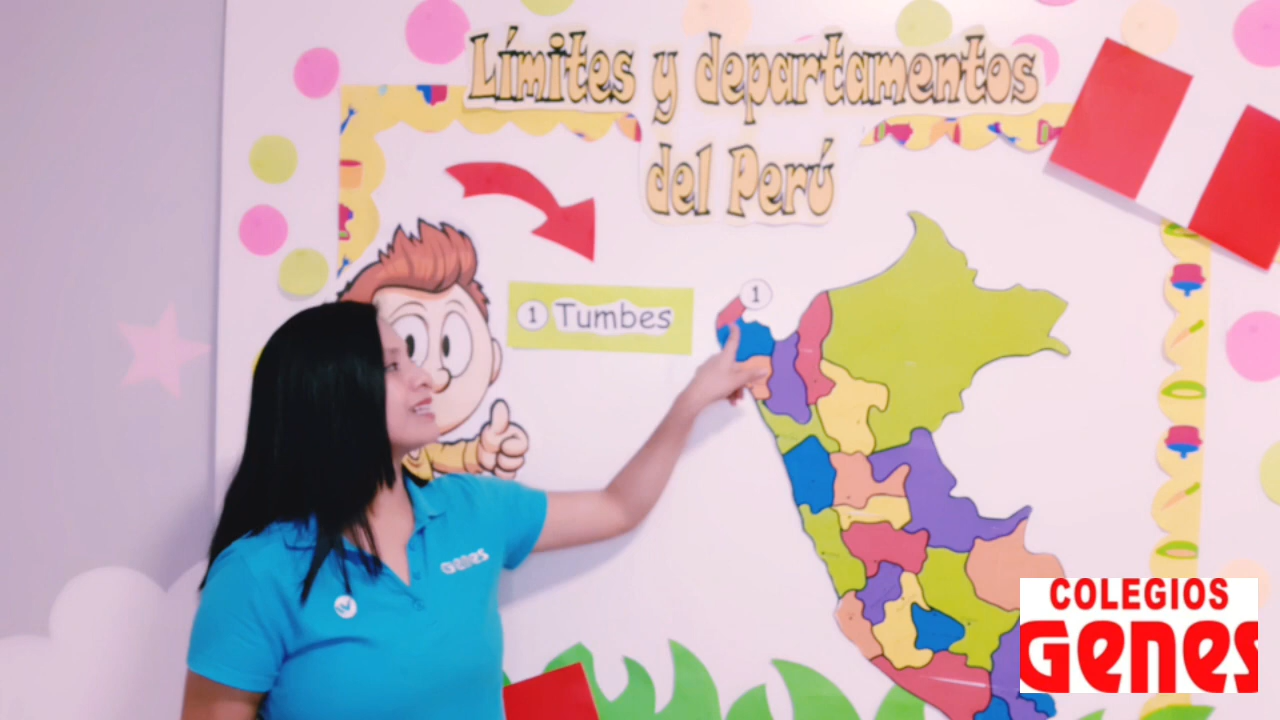 Límites y departamentos
del Perú
1 Tumbes
1
GENES
COLEGIOS
GENES